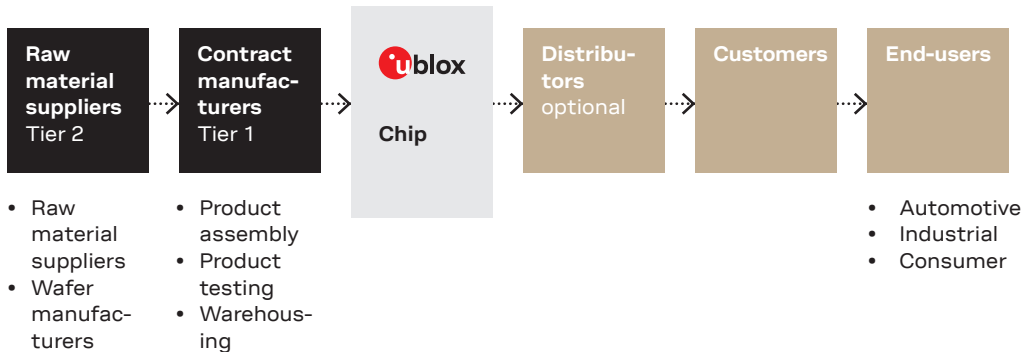 Raw
material
suppliers
Tier 2
Contract
manufac-
turers
Tier 1
ublox
Chip
Distribu-
tors
optional
Customers
End-users
• Raw
material
suppliers
• Wafer
manufac-
turers
• Product
assembly
• Product
testing
• Warehous-
ing
• Automotive
• Industrial
• Consumer